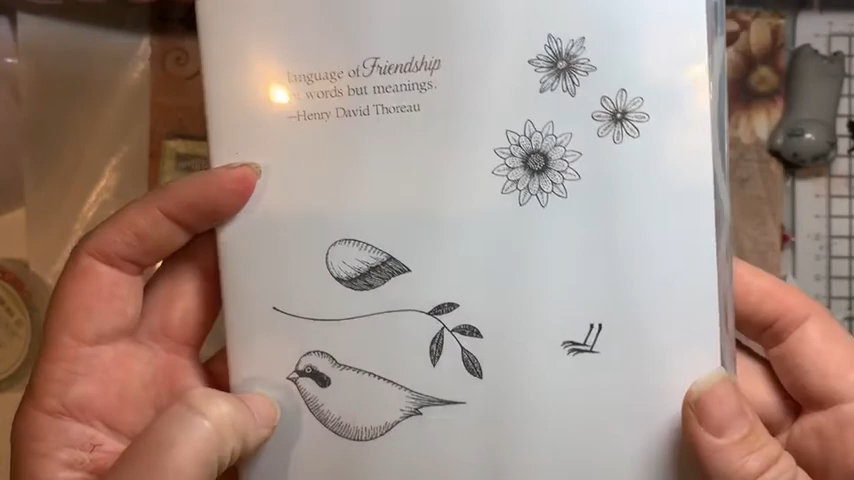 language of Friendship
words but meanings.
—Henry David Thoreau